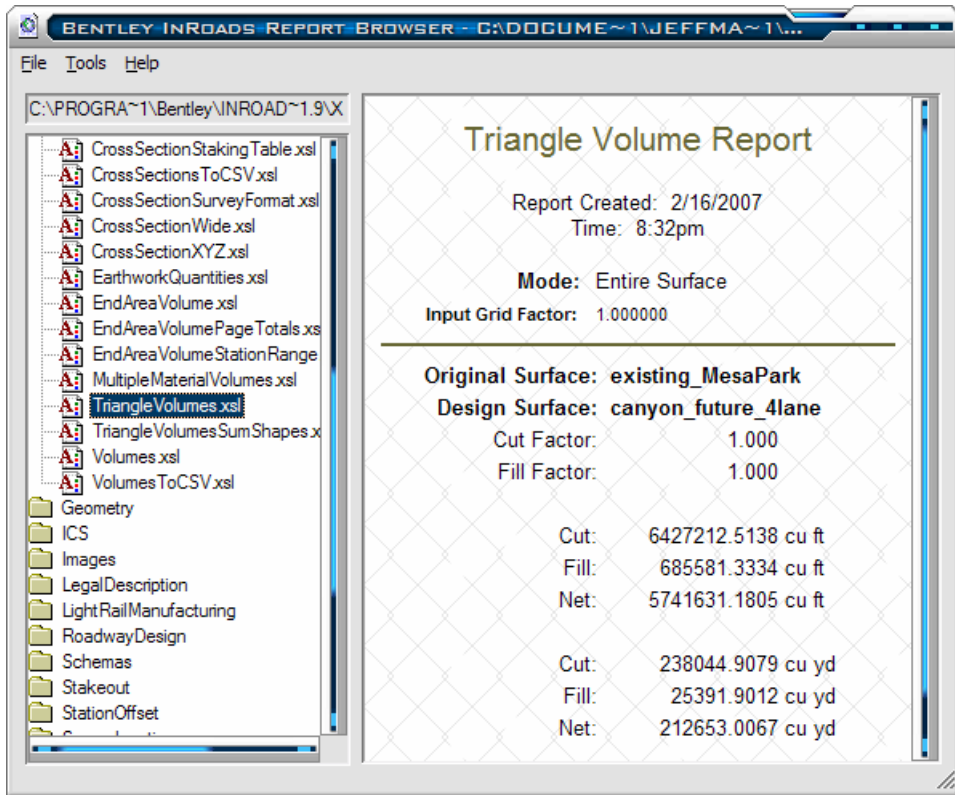 BENTLEY INROADS REPORT BROWSER - C:\DOCUME~1\JEFFMA~1\...
File Tools Help
C:\PROGRA~1\Bentley\INROAD~1.9\X
CrossSectionStakingTable.xsl
CrossSectionsToCSV.xsl
CrossSectionSurveyFormat.xsl
CrossSectionWide.xsl
CrossSectionXYZ.xsl
EarthworkQuantities.xsl
EndAreaVolume.xsl
EndAreaVolumePageTotals.xs
EndAreaVolumeStationRange
MultipleMaterialVolumes.xsl
TriangleVolumes.xsl
TriangleVolumesSumShapes.x
Volumes.xsl
VolumesToCSV.xsl
Geometry
ICS
Images
LegalDescription
LightRailManufacturing
RoadwayDesign
Schemas
Stakeout
StationOffset
Triangle Volume Report
Report Created: 2/16/2007
Time: 8:32pm
Mode: Entire Surface
Input Grid Factor: 1.000000
Original Surface: existing_MesaPark
Design Surface: canyon_future_4lane
Cut Factor: 1.000
Fill Factor: 1.000
Cut: 6427212.5138 cu ft
Fill: 685581.3334 cu ft
Net: 5741631.1805 cu ft
Cut: 238044.9079 cu yd
Fill: 25391.9012 cu yd
Net: 212653.0067 cu yd